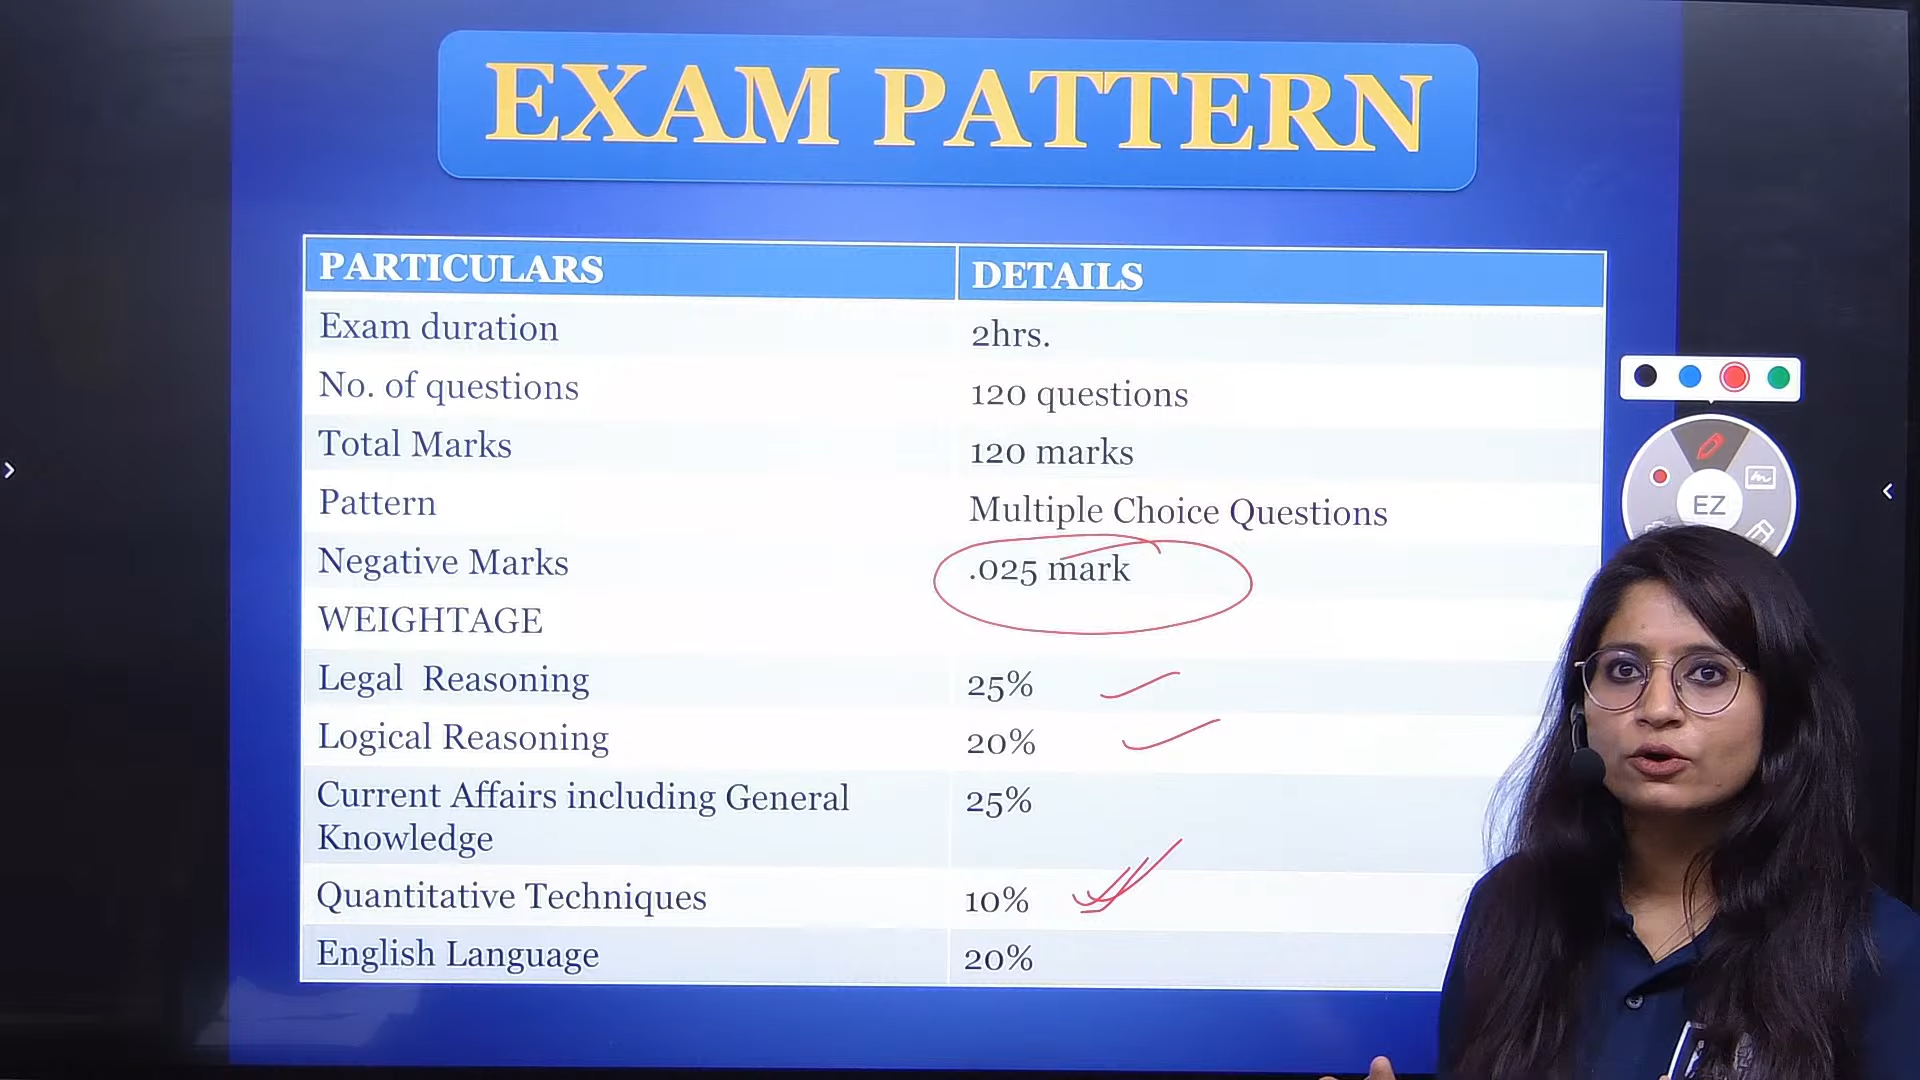 EXAM PATTERN
PARTICULARS DETAILS
Exam duration 2hrs.
No. of questions 120 questions
Total Marks 120 marks
Pattern Multiple Choice Questions
Negative Marks .025 mark
WEIGHTAGE
Legal Reasoning 25%
Logical Reasoning 20%
Current Affairs including General 25%
Knowledge
Quantitative Techniques 10%
English Language 20%
EZ